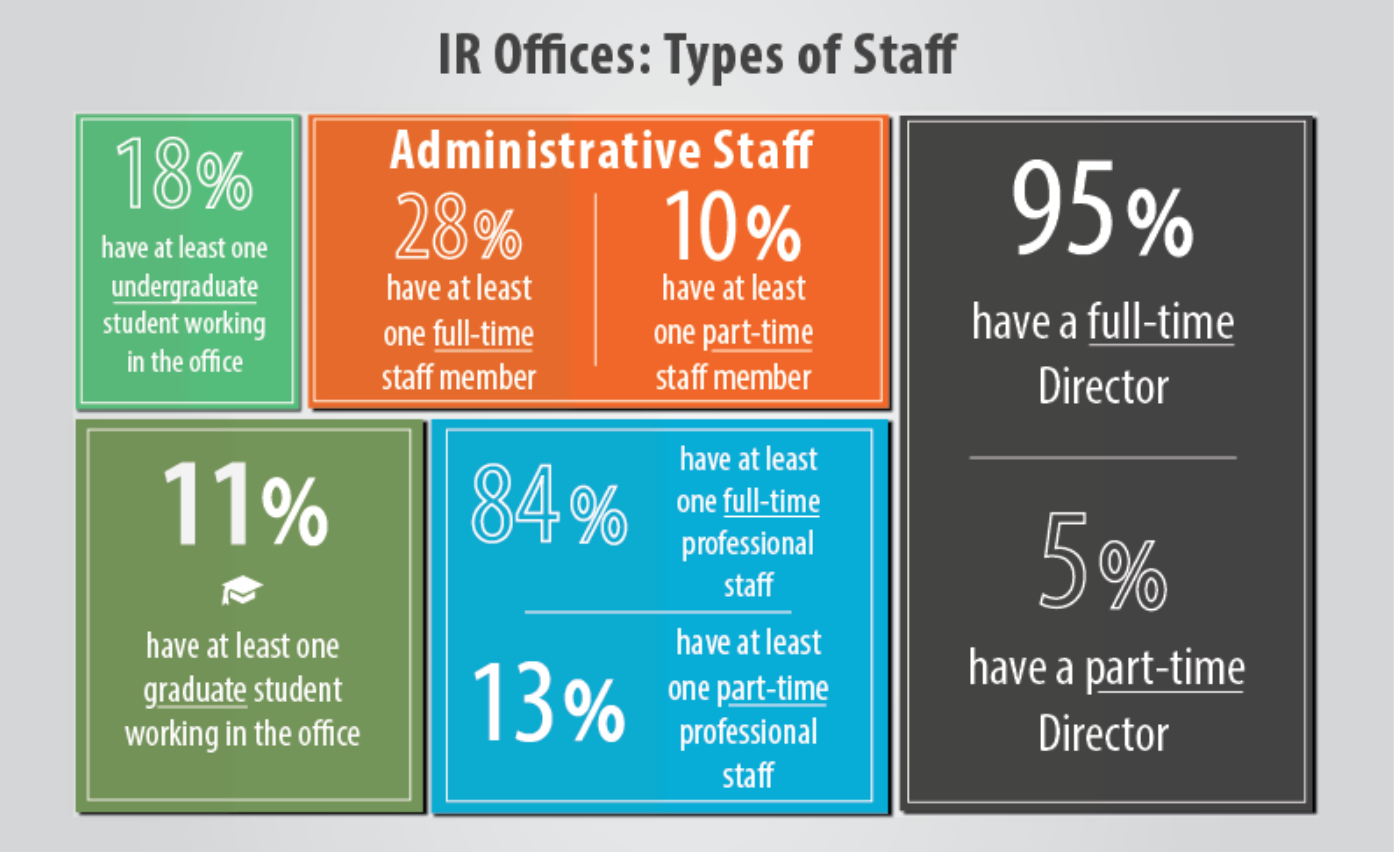 IR Offices: Types of Staff
18%
have at least one
undergraduate
student working
in the office
Administrative Staff
28%
have at least
one full-time
staff member
10%
have at least
one part-time
staff member
95%
have a full-time
Director
5%
have a part-time
Director
11%
have at least one
graduate student
working in the office
84%
have at least
one full-time
professional
staff
13%
have at least
one part-time
professional
staff